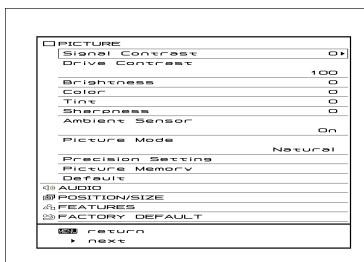 PICTURE
Signal Contrast 0
Drive Contrast
100
Brightness 0
Color 0
Tint 0
Sharpness 0
Ambient Sensor
On
Picture Mode
Natural
Precision Setting
Picture Memory
Default
AUDIO
POSITION/SIZE
FEATURES
FACTORY DEFAULT
return
next